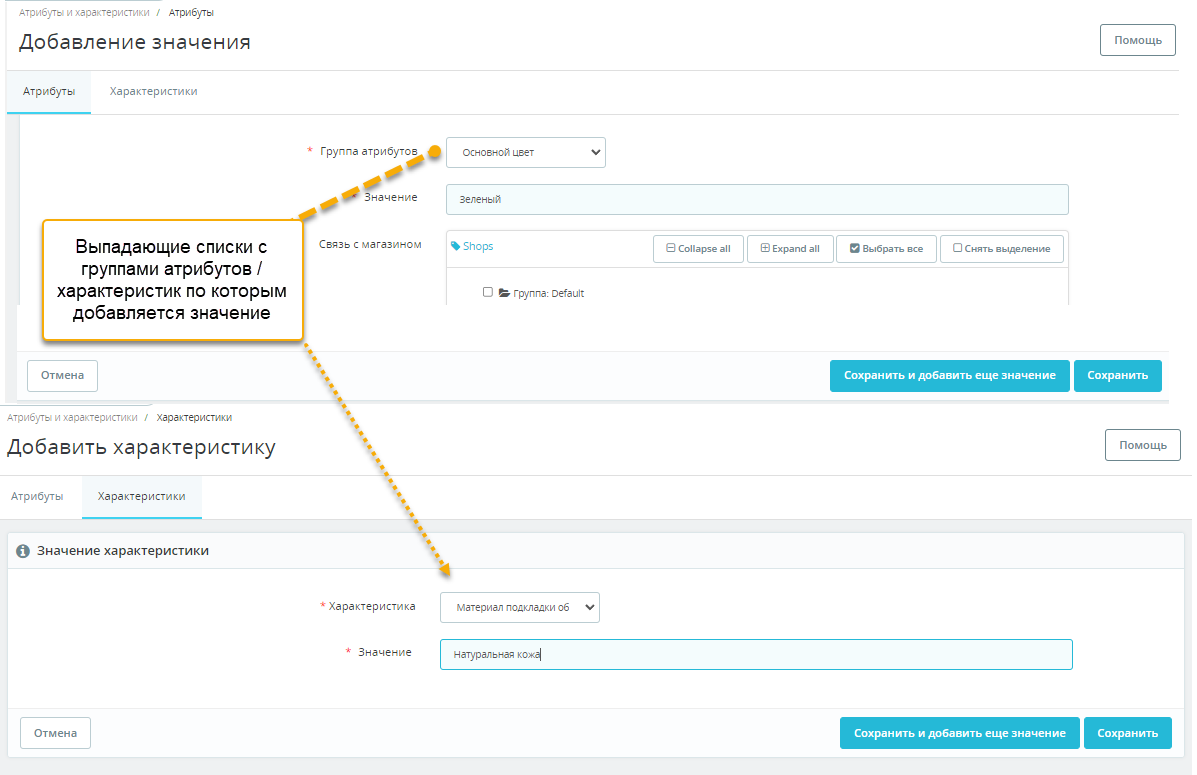 Атрибуты и характеристики / Атрибуты
Добавление значения
Помощь
Атрибуты Характеристики
* Группа атрибутов Основной цвет
* Значение Зеленый
Связь с магазином Shops Collapse all Expand all Выбрать все Снять выделение
Группа: Default
Выпадающие списки с
группами атрибутов /
характеристик по которым
добавляется значение
Отмена Сохранить и добавить еще значение Сохранить
Атрибуты и характеристики / Характеристики
Добавить характеристику
Помощь
Атрибуты Характеристики
Значение характеристики
* Характеристика Материал подкладки об
* Значение Натуральная кожа
Отмена Сохранить и добавить еще значение Сохранить